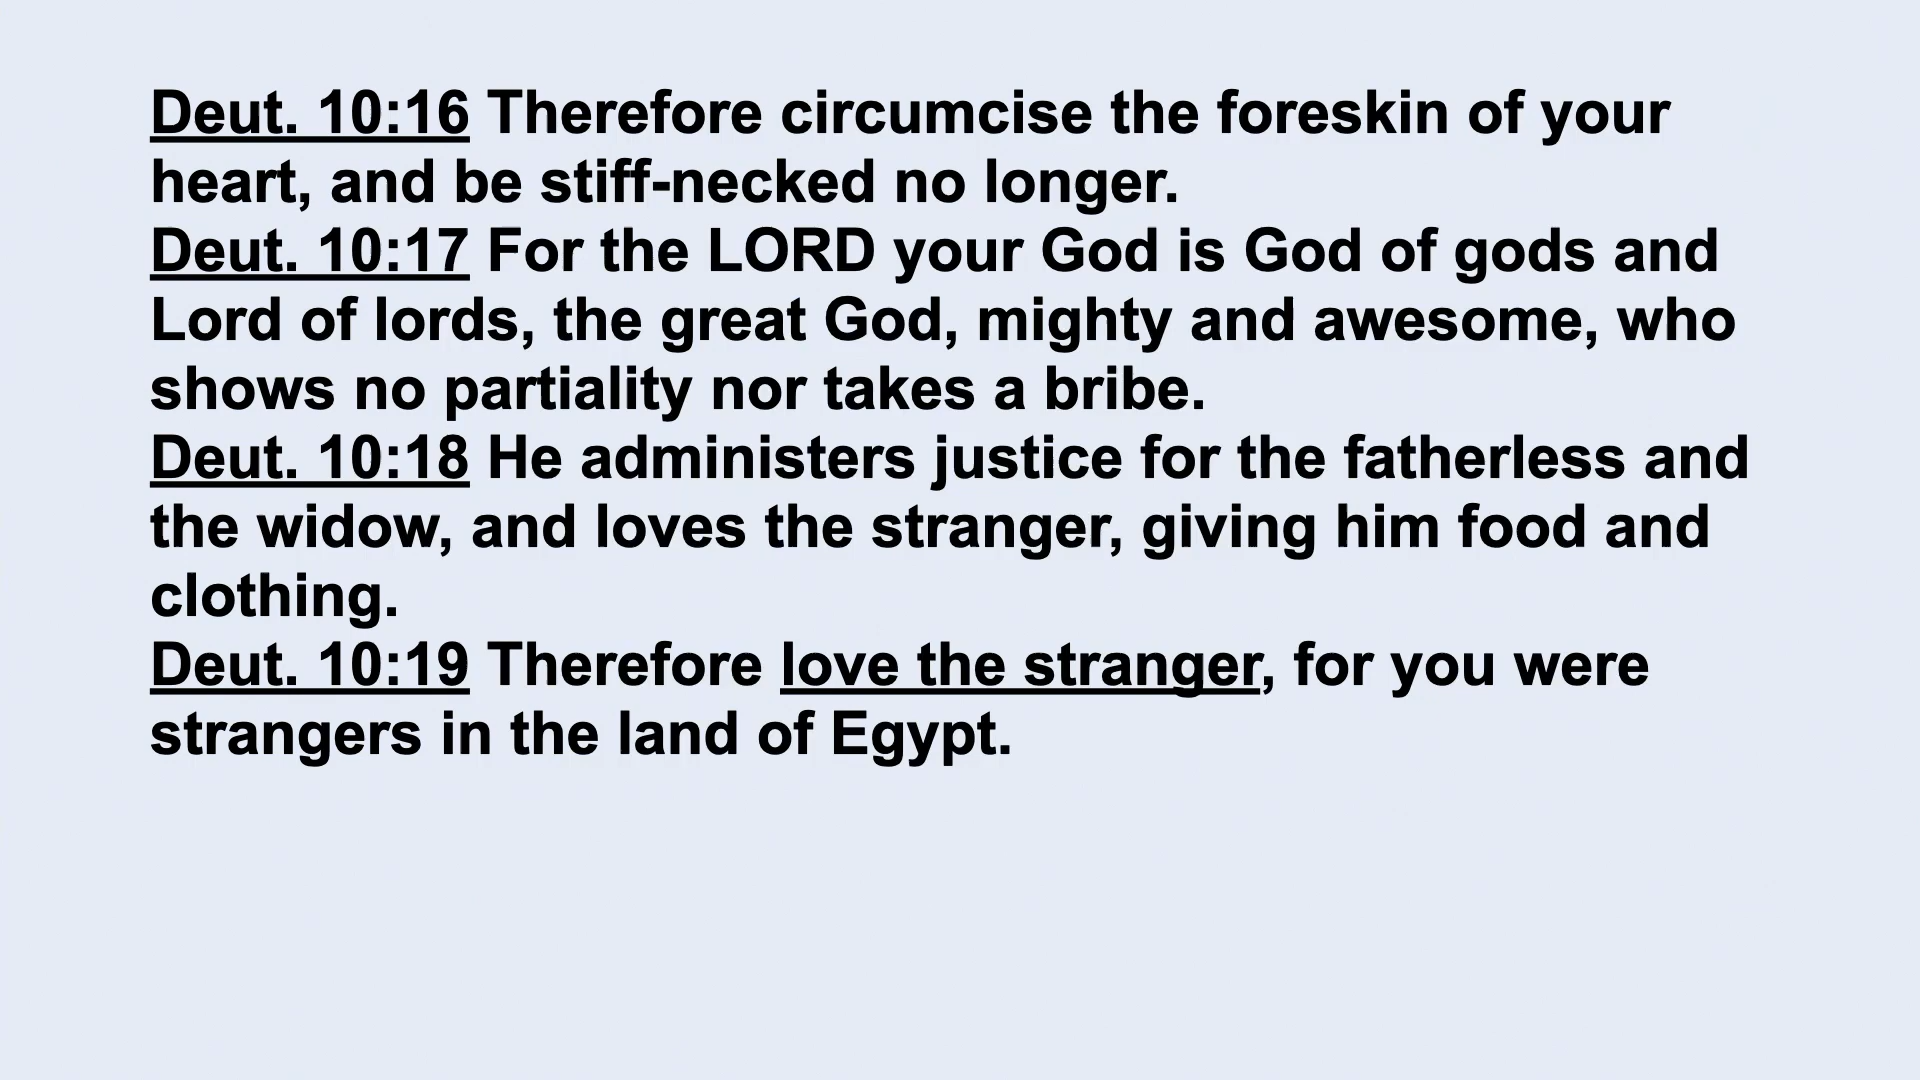 Deut. 10:16 Therefore circumcise the foreskin of your
heart, and be stiff-necked no longer.
Deut. 10:17 For the LORD your God is God of gods and
Lord of lords, the great God, mighty and awesome, who
shows no partiality nor takes a bribe.
Deut. 10:18 He administers justice for the fatherless and
the widow, and loves the stranger, giving him food and
clothing.
Deut. 10:19 Therefore love the stranger, for you were
strangers in the land of Egypt.